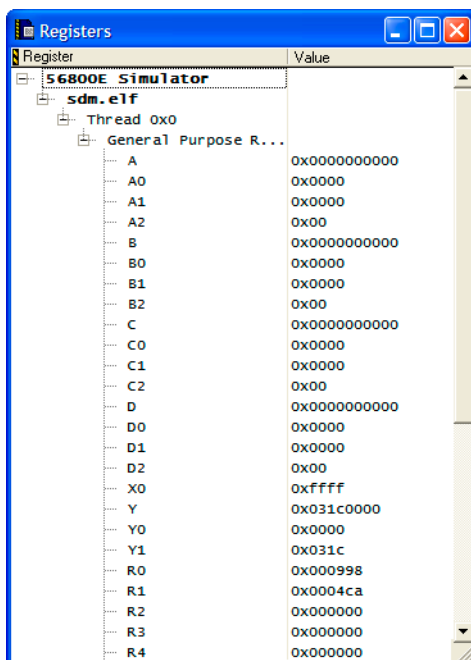 Registers
Register Value
56800E Simulator
sdm.elf
Thread 0x0
General Purpose R...
A 0x0000000000
A0 0x0000
A1 0x0000
A2 0x00
B 0x0000000000
B0 0x0000
B1 0x0000
B2 0x00
C 0x0000000000
C0 0x0000
C1 0x0000
C2 0x00
D 0x0000000000
D0 0x0000
D1 0x0000
D2 0x00
X0 0xffff
Y 0x031c0000
Y0 0x0000
Y1 0x031c
R0 0x000998
R1 0x0004ca
R2 0x000000
R3 0x000000
R4 0x000000